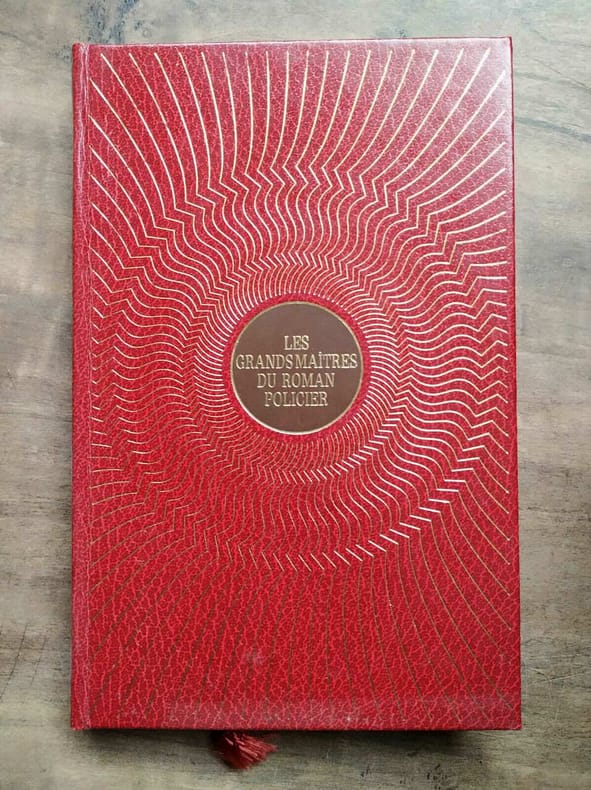 LES
GRANDS MAÎTRES
DU ROMAN
POLICIER